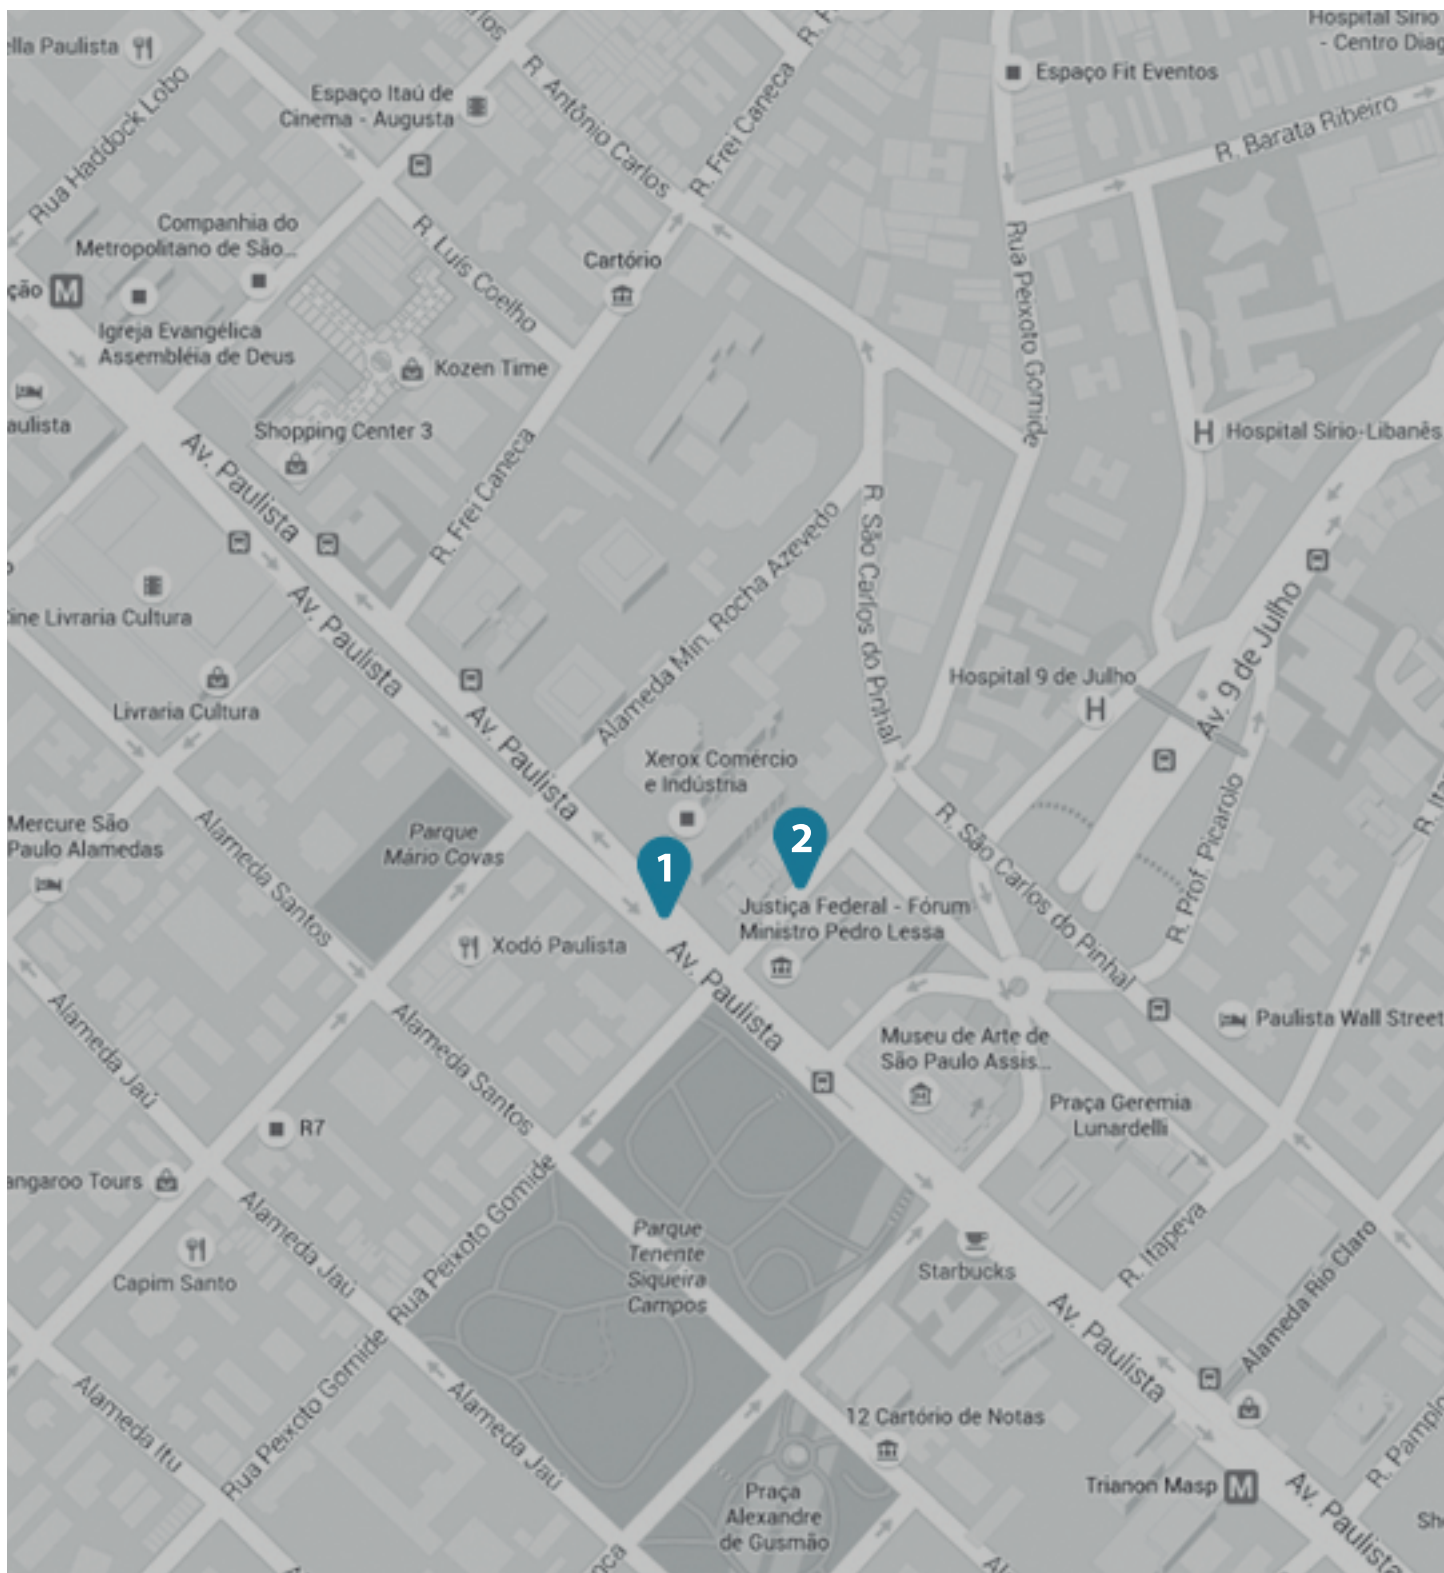 Hospital Sírio
- Centro Diag
lla Paulista
Espaço Fit Eventos
R. Antônio Carlos
R. Frei Caneca
Espaço Itaú de
Cinema - Augusta
R. Barata Ribeiro
Rua Haddock Lobo
Companhia do
Metropolitano de São...
R. Luís Coelho
Cartório
Rua Peixoto Gomide
ção
M
Igreja Evangélica
Assembléia de Deus
Kozen Time
aulista
Shopping Center 3
H
Hospital Sírio-Libanês
Av. Paulista
R. Frei Caneca
R. São Carlos do Pinhal
Alameda Min. Rocha Azevedo
ine Livraria Cultura
Av. Paulista
Av. 9 de Julho
Hospital 9 de Julho
H
Livraria Cultura
Av. Paulista
Xerox Comércio
e Indústria
Mercure São
Paulo Alamedas
Parque
Mário Covas
Alameda Santos
1
2
R. São Carlos do Pinhal
R. Prof. Picarolo
R. Ita
Justiça Federal - Fórum
Ministro Pedro Lessa
Xodó Paulista
Av. Paulista
Alameda Jaú
Alameda Santos
Paulista Wall Street
Museu de Arte de
São Paulo Assis...
Praça Geremia
Lunardelli
R7
angaroo Tours
Alameda Jaú
Rua Peixoto Gomide
Parque
Tenente
Siqueira
Campos
Capim Santo
Starbucks
R. Itapeva
Alameda Rio Claro
Av. Paulista
Alameda Itu
Rua Peixoto Gomide
Alameda Jaú
12 Cartório de Notas
R. Pamplo
Trianon Masp
M
Av. Paulista
Praça
Alexandre
de Gusmão